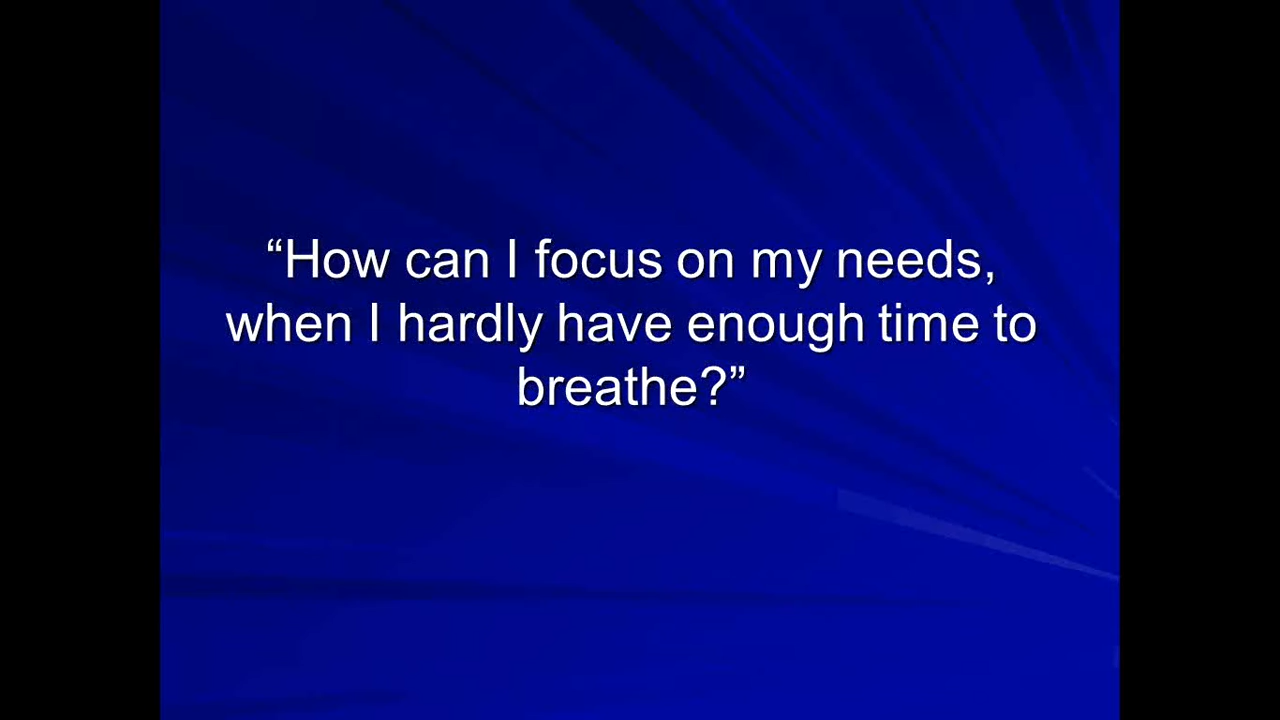 “How can I focus on my needs,
when I hardly have enough time to
breathe?”